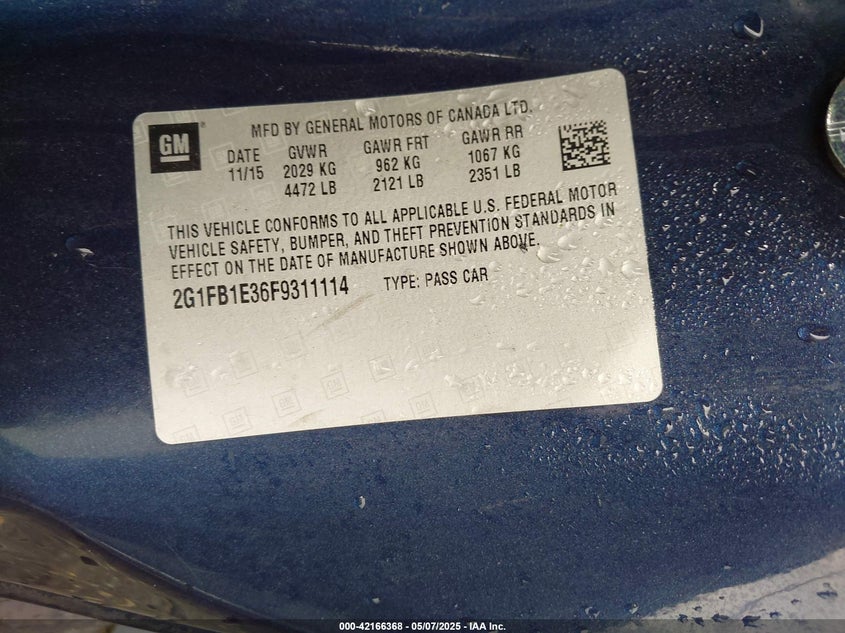 GM
MFD BY GENERAL MOTORS OF CANADA LTD.
DATE GVWR GAWR FRT GAWR RR
11/15 2029 KG 962 KG 1067 KG
4472 LB 2121 LB 2351 LB
THIS VEHICLE CONFORMS TO ALL APPLICABLE U.S. FEDERAL MOTOR
VEHICLE SAFETY, BUMPER, AND THEFT PREVENTION STANDARDS IN
EFFECT ON THE DATE OF MANUFACTURE SHOWN ABOVE.
2G1FB1E36F9311114 TYPE: PASS CAR
000-42166368 - 05/07/2025 - IAA Inc.